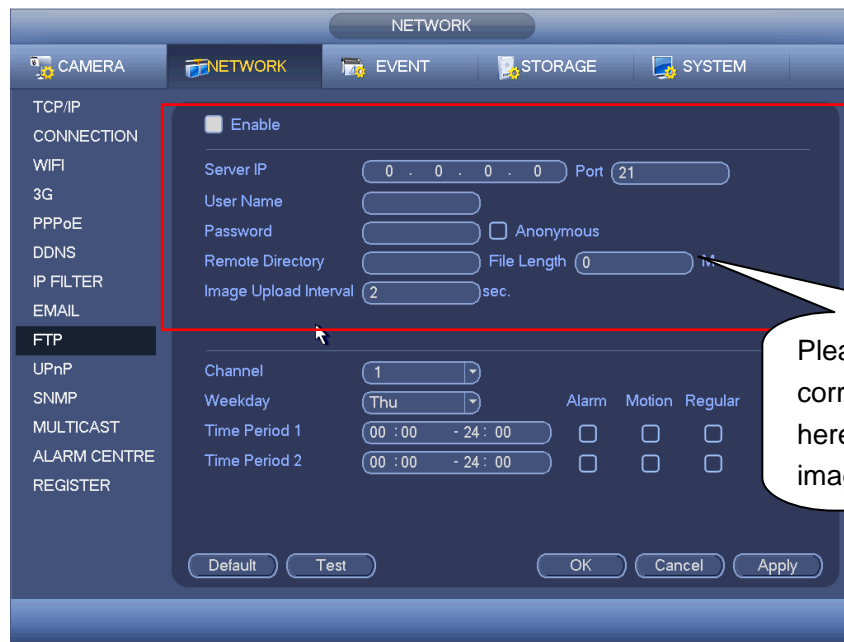 NETWORK
CAMERA NETWORK EVENT STORAGE SYSTEM
TCP/IP
CONNECTION
WIFI
3G
PPPoE
DDNS
IP FILTER
EMAIL
FTP
UPnP
SNMP
MULTICAST
ALARM CENTRE
REGISTER
Enable
Server IP 0 . 0 . 0 . 0 Port 21
User Name
Password Anonymous
Remote Directory File Length 0 M
Image Upload Interval 2 sec.
Channel 1
Weekday Thu Alarm Motion Regular
Time Period 1 00 :00 - 24 : 00
Time Period 2 00 :00 - 24 : 00
Default Test OK Cancel Apply
here